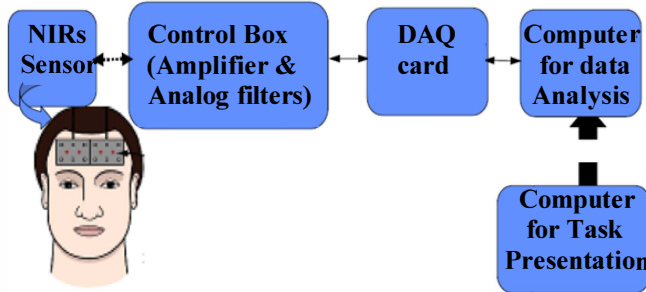 NIRs
Sensor
Control Box
(Amplifier &
Analog filters)
DAQ
card
Computer
for data
Analysis
Computer
for Task
Presentation